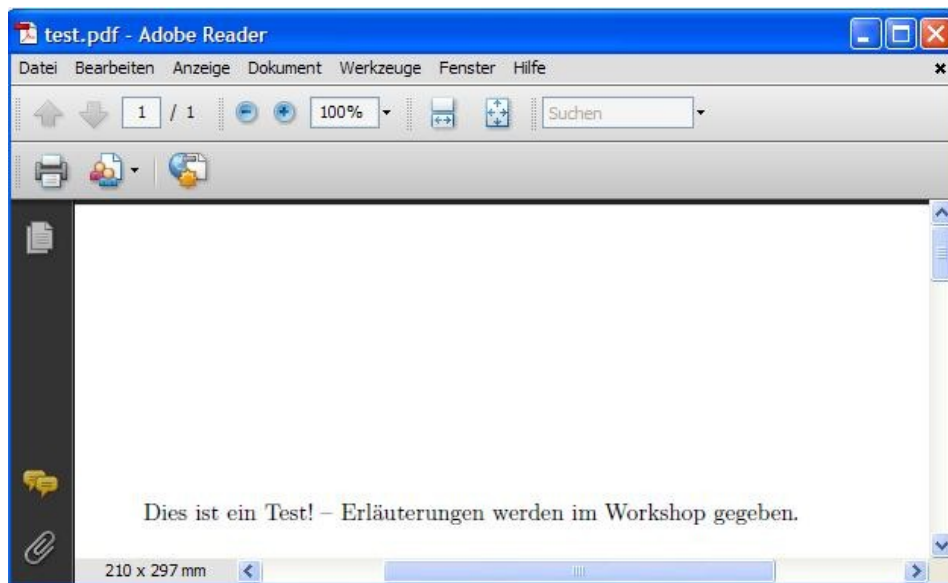 test.pdf - Adobe Reader
Datei Bearbeiten Anzeige Dokument Werkzeuge Fenster Hilfe
1 / 1 100% Suchen
Dies ist ein Test! – Erläuterungen werden im Workshop gegeben.
210 x 297 mm